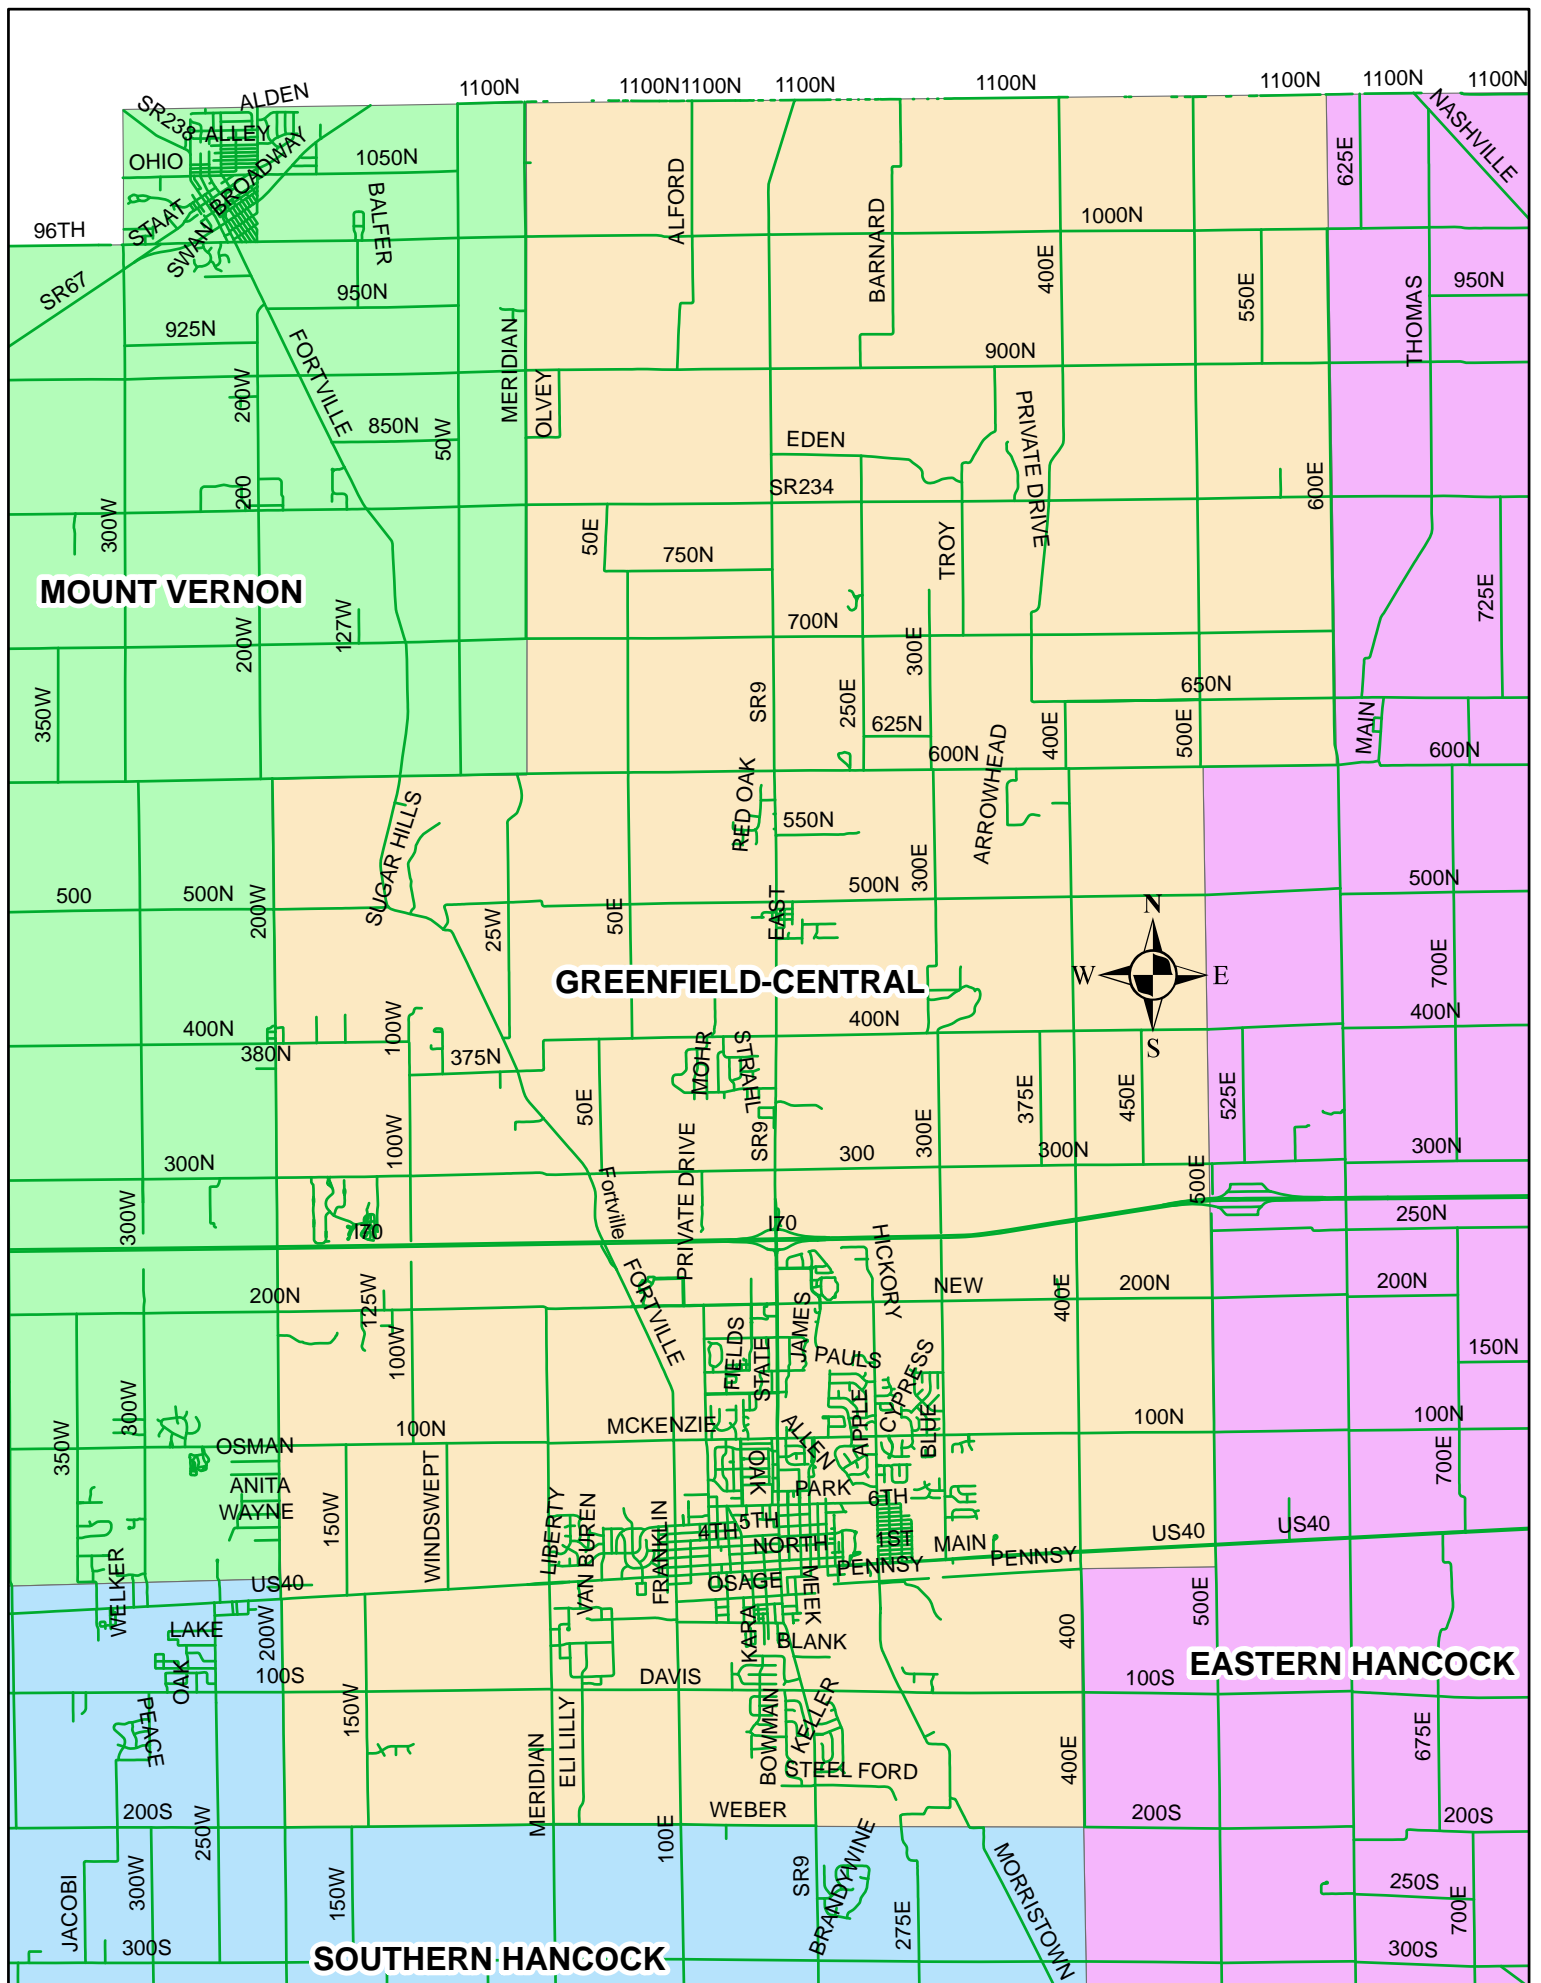 1100N
1100N
1100N
1100N
1100N
1100N
1100N
1100N
ALDEN
SR238
ALLEY
OHIO
BROADWAY
1050N
NASHVILLE
625E
ALFORD
BALFER
BARNARD
1000N
96TH
STAAT
SWAN
SR67
950N
400E
550E
950N
THOMAS
925N
FORTVILLE
MERIDIAN
900N
200W
OLVEY
850N
50W
EDEN
PRIVATE DRIVE
200
SR234
600E
300W
50E
750N
TROY
MOUNT VERNON
127W
700N
725E
200W
300E
350W
SR9
250E
650N
625N
400E
500E
MAIN
600N
600N
RED OAK
ARROWHEAD
SUGAR HILLS
550N
300E
500
500N
200W
500N
500N
25W
50E
EAST
N
W
E
S
700E
GREENFIELD-CENTRAL
400N
100W
400N
400N
380N
375N
MOHR
STRAHL
50E
375E
450E
525E
300N
100W
PRIVATE DRIVE
SR9
300
300E
300N
300N
500E
300W
I70
Fortville
I70
250N
HICKORY
FORTVILLE
200N
125W
NEW
400E
200N
200N
100W
FIELDS
STATE
JAMES
PAULS
150N
CYPRESS
300W
350W
100N
MCKENZIE
ALLEN
APPLE
BLUE
100N
100N
OSMAN
WINDSWEPT
OAK
700E
ANITA
WAYNE
150W
LIBERTY
VAN BUREN
FRANKLIN
PARK
6TH
5TH
4TH
NORTH
1ST
MAIN
US40
US40
PENNSY
PENNSY
WELKER
US40
OSAGE
MEEK
500E
LAKE
200W
KARA
BLANK
400
EASTERN HANCOCK
OAK
100S
DAVIS
100S
PEACE
150W
ELI LILLY
MERIDIAN
BOWMAN
KELLER
STEEL FORD
400E
675E
200S
250W
WEBER
200S
200S
100E
BRANDYWINE
JACOBI
300W
150W
SR9
275E
MORRISTOWN
250S
700E
300S
SOUTHERN HANCOCK
300S